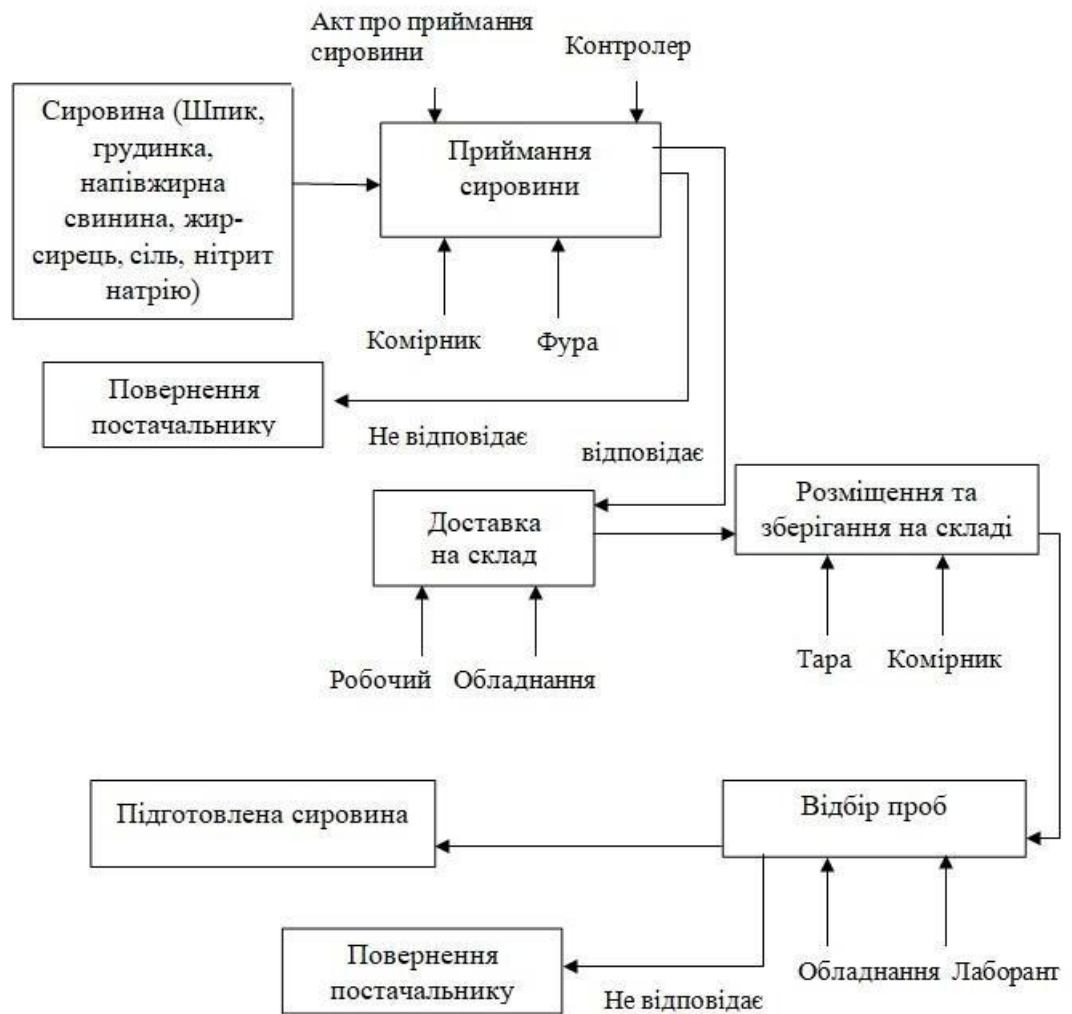 Акт про приймання
сировини
Контролер
Сировина (Шпик,
грудинка,
напівжирна
свинина, жир-
сирець, сіль, нітрит
натрію)
Приймання
сировини
Комірник
Фура
Повернення
постачальнику
Не відповідає
відповідає
Доставка
на склад
Розміщення та
зберігання на складі
Робочий
Обладнання
Тара
Комірник
Підготовлена сировина
Відбір проб
Повернення
постачальнику
Не відповідає
Обладнання
Лаборант